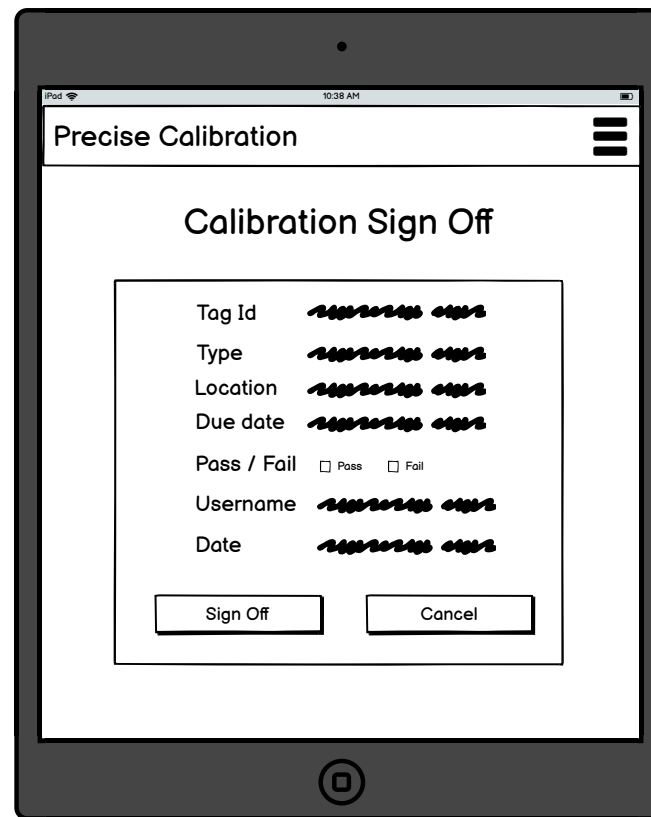 iPad
10:38 AM
Precise Calibration
Calibration Sign Off
Tag Id
Type
Location
Due date
Pass / Fail Pass Fail
Username
Date
Sign Off Cancel